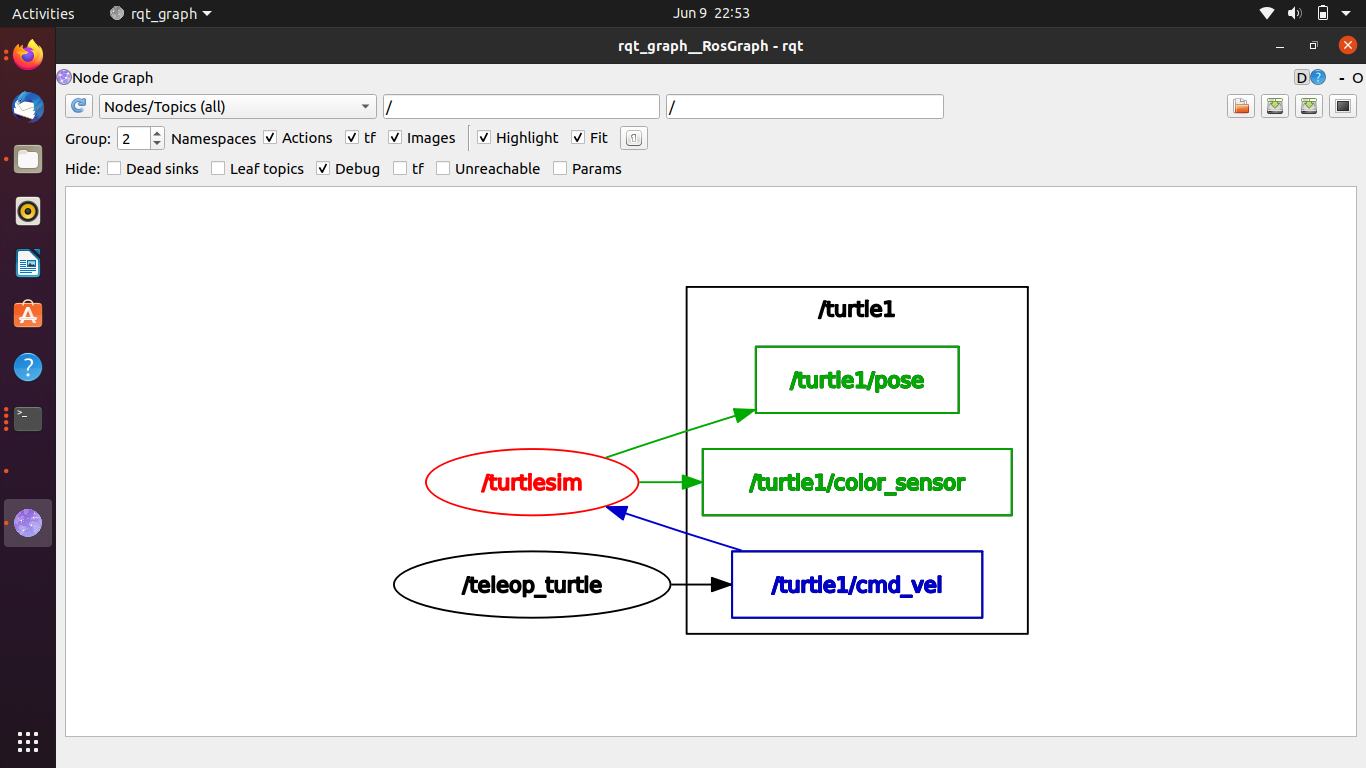 Activities rqt_graph Jun 9 22:53
rqt_graph__RosGraph - rqt
Node Graph D ? - O
Nodes/Topics (all) / /
Group: 2 Namespaces Actions tf Images Highlight Fit
Hide: Dead sinks Leaf topics Debug tf Unreachable Params
/turtle1
/turtle1/pose
/turtlesim /turtle1/color_sensor
/teleop_turtle /turtle1/cmd_vel